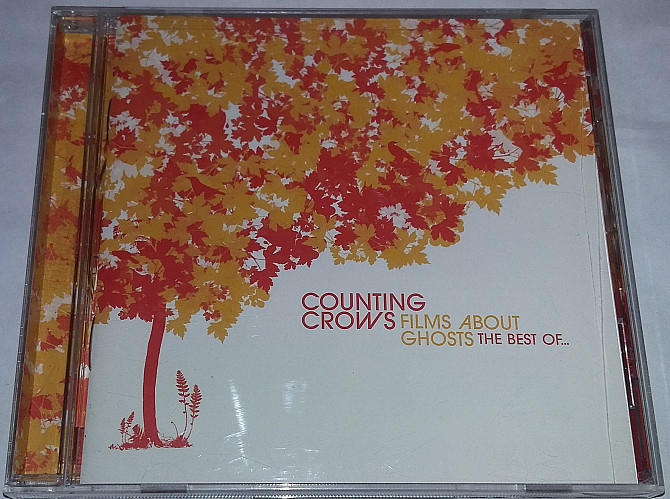 COUNTING
CROWS FILMS ABOUT
GHOSTS THE BEST OF...